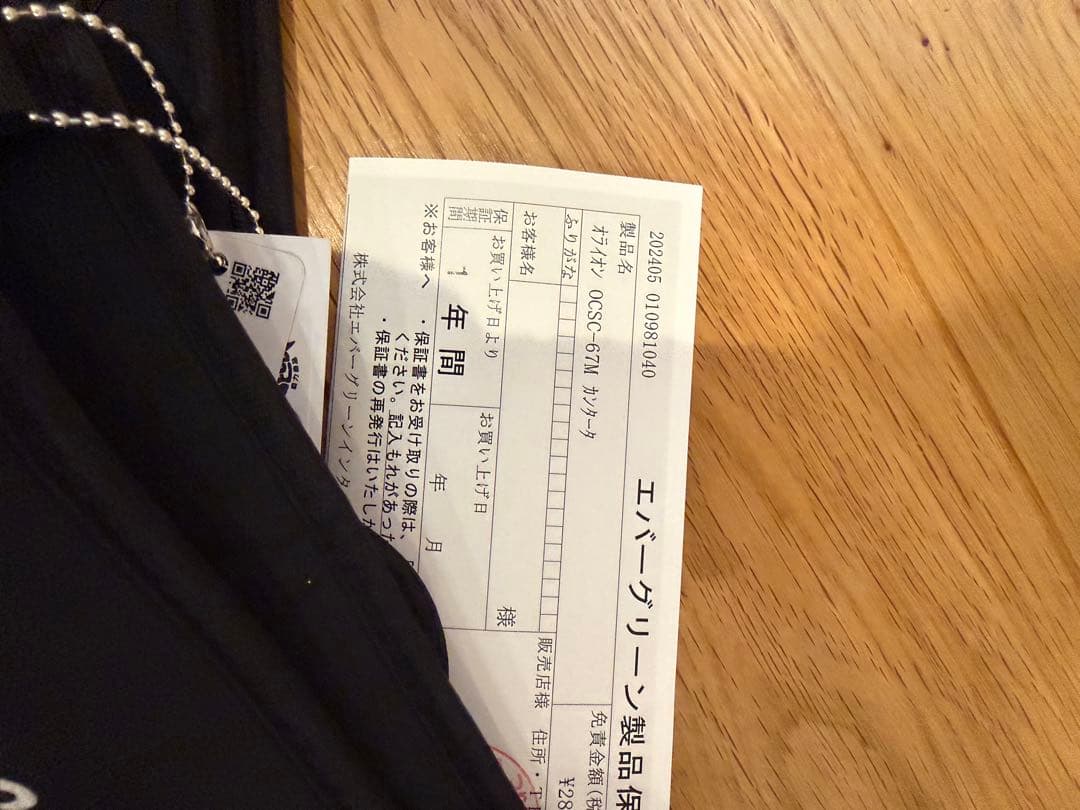 202405 010981040
エバーグリーン製品保
製品名
オライオン OCSC-67M カンタータ
免責金額(税
¥28
ふりがな
お客様名
様
販売店様 住所・T
保証期間
お買い上げ日より
1年間
お買い上げ日
年 月
※お客様へ
・保証書をお受け取りの際は、
ください。記入もれがあった
・保証書の再発行はいたしか
株式会社エバーグリーンインタ